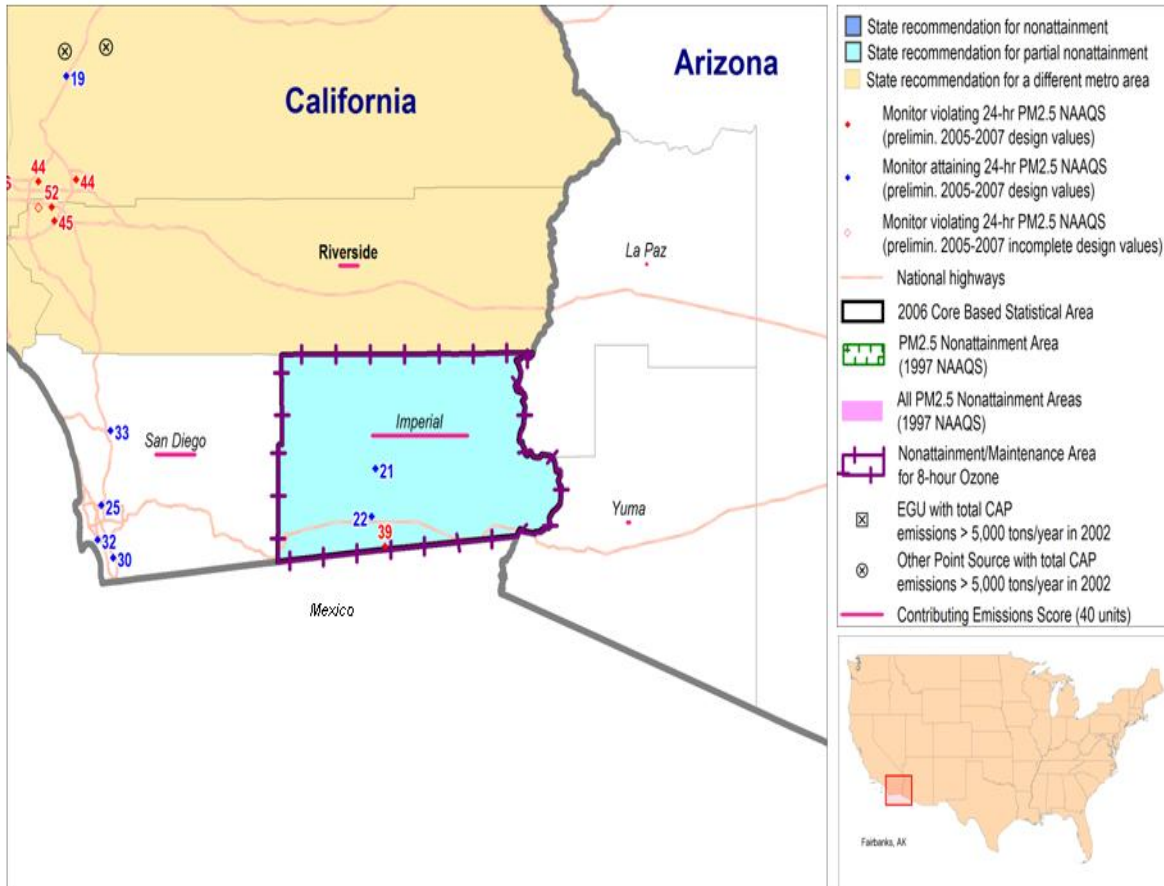 California
Arizona
19
44
44
52
45
Riverside
La Paz
Imperial
San Diego
33
21
25
22
39
32
30
Yuma
Mexico
State recommendation for nonattainment
State recommendation for partial nonattainment
State recommendation for a different metro area
Monitor violating 24-hr PM2.5 NAAQS
(prelimin. 2005-2007 design values)
Monitor attaining 24-hr PM2.5 NAAQS
(prelimin. 2005-2007 design values)
Monitor violating 24-hr PM2.5 NAAQS
(prelimin. 2005-2007 incomplete design values)
National highways
2006 Core Based Statistical Area
PM2.5 Nonattainment Area
(1997 NAAQS)
All PM2.5 Nonattainment Areas
(1997 NAAQS)
Nonattainment/Maintenance Area
for 8-hour Ozone
EGU with total CAP
emissions > 5,000 tons/year in 2002
Other Point Source with total CAP
emissions > 5,000 tons/year in 2002
Contributing Emissions Score (40 units)
Fairbanks, AK